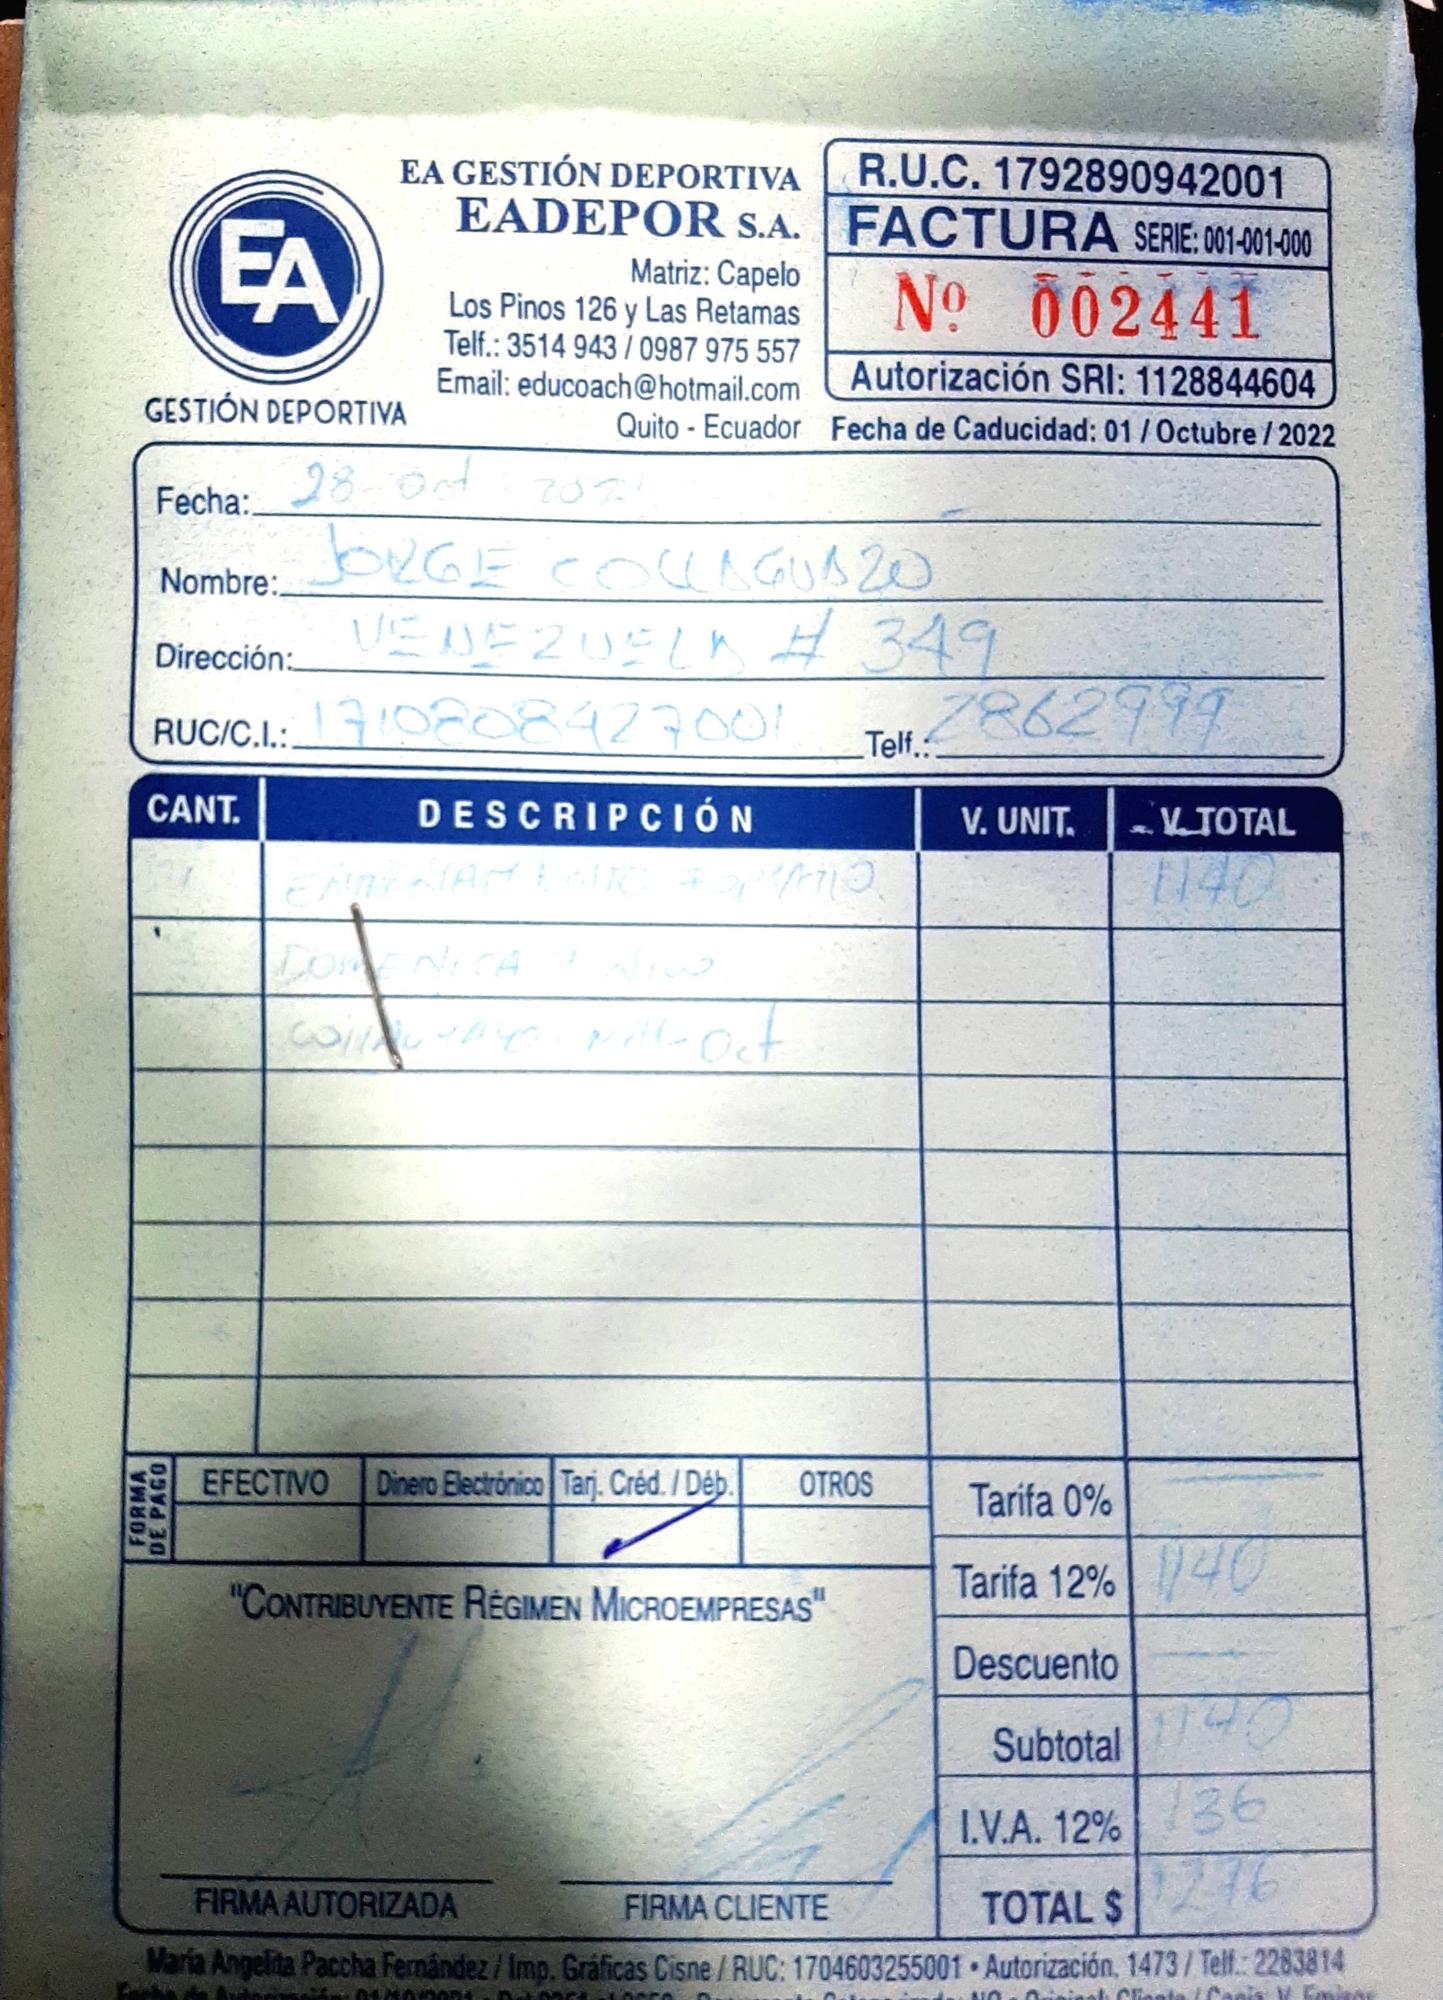 EA
GESTIÓN DEPORTIVA
EA GESTIÓN DEPORTIVA
EADEPOR S.A.
Matriz: Capelo
Los Pinos 126 y Las Retamas
Telf.: 3514 943 / 0987 975 557
Email: educoach@hotmail.com
Quito - Ecuador
R.U.C. 1792890942001
FACTURA SERIE: 001-001-000
Nº 002441
Autorización SRI: 1128844604
Fecha de Caducidad: 01 / Octubre / 2022
Fecha: 28 Oct 2021
Nombre: JORGE COLLAGUAZO
Dirección: VENEZUELA # 349
RUC/C.I.: 1710808427001 Telf.: 2862999
CANT. DESCRIPCIÓN V. UNIT. V. TOTAL
ENTRENAMIENTO 1140
DOMENICA Y NICO
Oct
FORMA DE PAGO
EFECTIVO Dinero Electrónico Tarj. Créd. / Déb. OTROS
Tarifa 0%
Tarifa 12% 1140
Descuento
Subtotal 1140
I.V.A. 12% 136
TOTAL $ 1276
"CONTRIBUYENTE RÉGIMEN MICROEMPRESAS"
FIRMA AUTORIZADA FIRMA CLIENTE
María Angelita Paccha Fernández / Imp. Gráficas Cisne / RUC: 1704603255001 • Autorización. 1473 / Telf.: 2283814